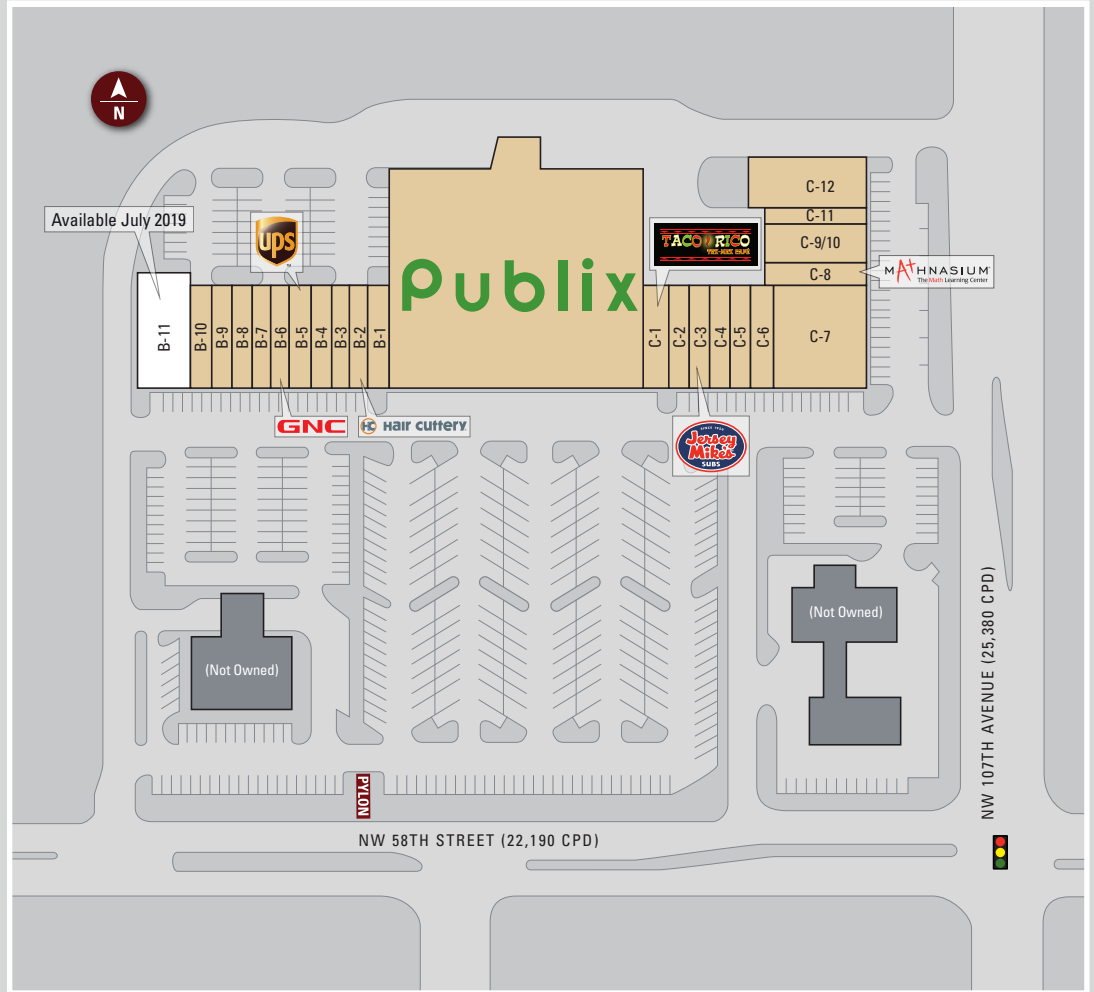 N
Available July 2019
ups
TACO RICO
TEX-MEX CAFÉ
C-12
C-11
C-9/10
C-8
MATHNASIUM
The Math Learning Center
Publix
B-11
B-10
B-9
B-8
B-7
B-6
B-5
B-4
B-3
B-2
B-1
C-1
C-2
C-3
C-4
C-5
C-6
C-7
GNC
HC Hair Cuttery
SINCE 1956
Jersey
Mike's
SUBS
(Not Owned)
(Not Owned)
PYLON
NW 58TH STREET (22,190 CPD)
NW 107TH AVENUE (25,380 CPD)